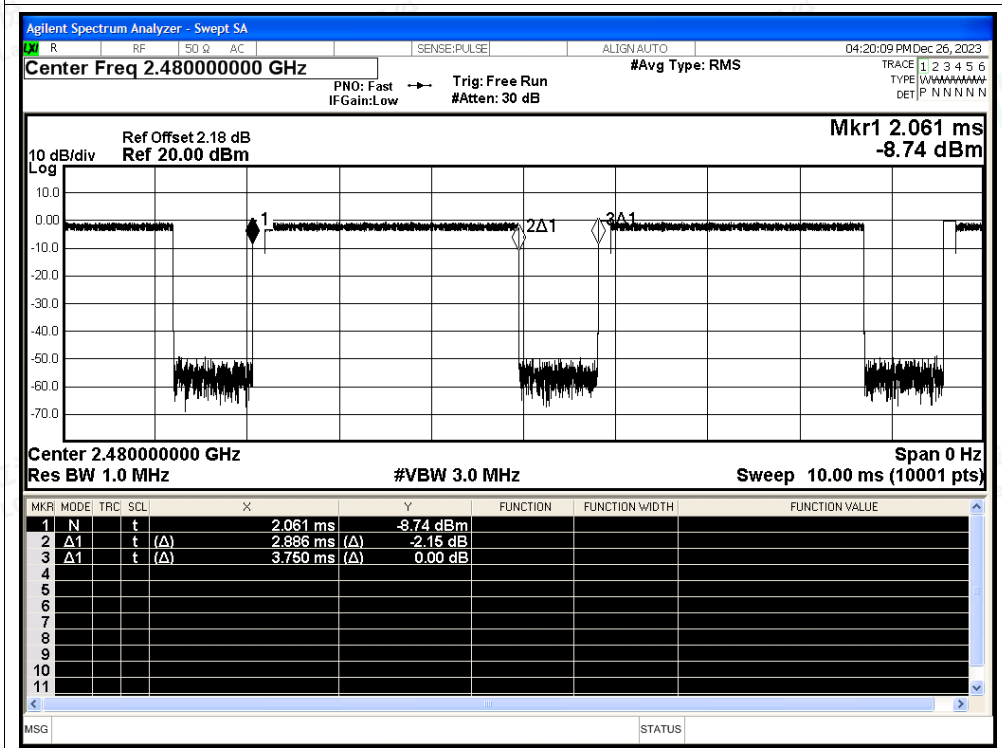 Agilent Spectrum Analyzer - Swept SA
LXI R RF 50 Ω AC SENSE:PULSE ALIGN AUTO 04:20:09 PM Dec 26, 2023
Center Freq 2.480000000 GHz #Avg Type: RMS TRACE 1 2 3 4 5 6
PNO: Fast Trig: Free Run TYPE WWWWWW
IFGain:Low #Atten: 30 dB DET P N N N N N
Mkr1 2.061 ms
-8.74 dBm
Ref Offset 2.18 dB
10 dB/div Ref 20.00 dBm
Log
10.0
0.00
1 2Δ1 3Δ1
-10.0
-20.0
-30.0
-40.0
-50.0
-60.0
-70.0
Center 2.480000000 GHz Span 0 Hz
Res BW 1.0 MHz #VBW 3.0 MHz Sweep 10.00 ms (10001 pts)
MKR MODE TRC SCL X Y FUNCTION FUNCTION WIDTH FUNCTION VALUE
1 N t 2.061 ms -8.74 dBm
2 Δ1 t (Δ) 2.886 ms (Δ) -2.15 dB
3 Δ1 t (Δ) 3.750 ms (Δ) 0.00 dB
4
5
6
7
8
9
10
11
MSG STATUS